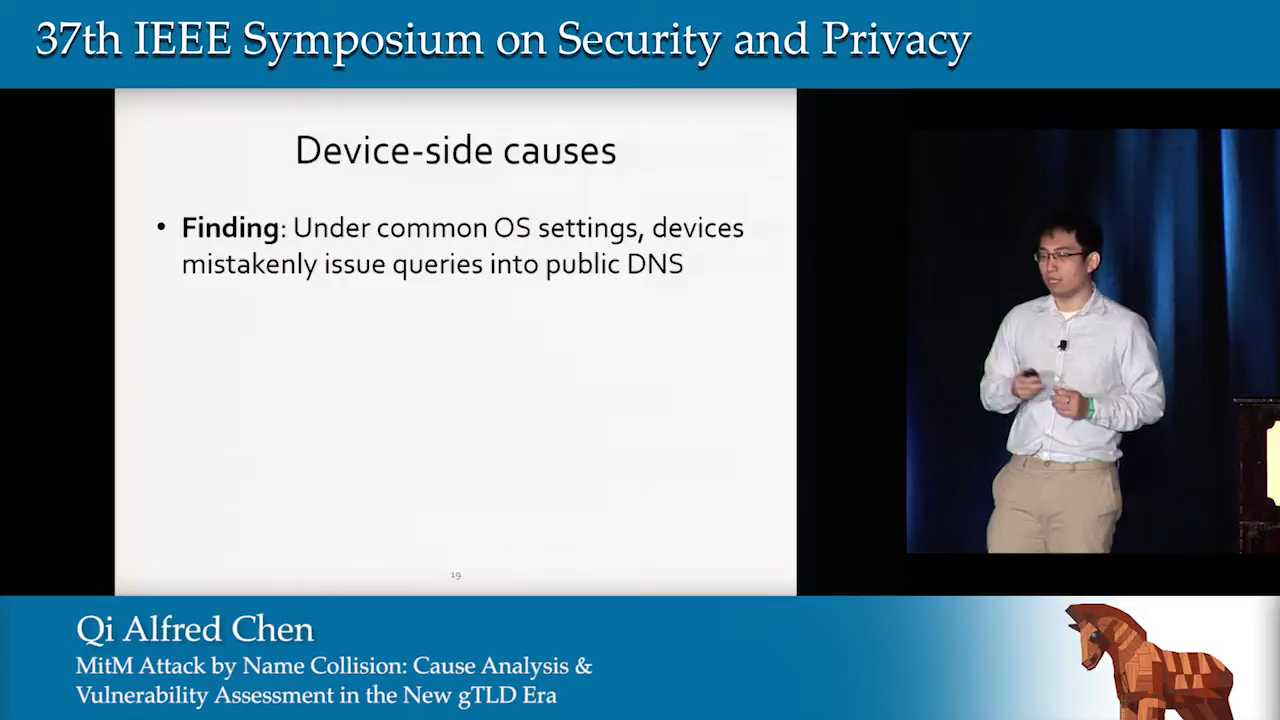 37th IEEE Symposium on Security and Privacy
Device-side causes
• Finding: Under common OS settings, devices
mistakenly issue queries into public DNS
19
Qi Alfred Chen
MitM Attack by Name Collision: Cause Analysis &
Vulnerability Assessment in the New gTLD Era